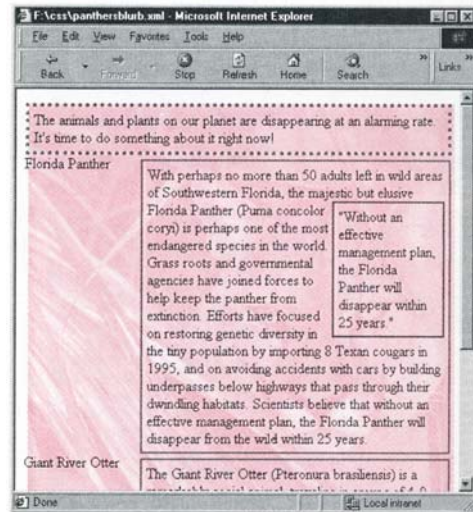 F:\css\panthersblurb.xml - Microsoft Internet Explorer
File Edit View Favorites Tools Help
Back Forward Stop Refresh Home Search Links
The animals and plants on our planet are disappearing at an alarming rate.
It's time to do something about it right now!
Florida Panther
With perhaps no more than 50 adults left in wild areas
of Southwestern Florida, the majestic but elusive
Florida Panther (Puma concolor
coryi) is perhaps one of the most
endangered species in the world.
Grass roots and governmental
agencies have joined forces to
help keep the panther from
extinction. Efforts have focused
on restoring genetic diversity in
"Without an
effective
management plan,
the Florida
Panther will
disappear within
25 years."
the tiny population by importing 8 Texan cougars in
1995, and on avoiding accidents with cars by building
underpasses below highways that pass through their
dwindling habitats. Scientists believe that without an
effective management plan, the Florida Panther will
disappear from the wild within 25 years.
Giant River Otter
The Giant River Otter (Pteronura brasiliensis) is a
Done
Local intranet